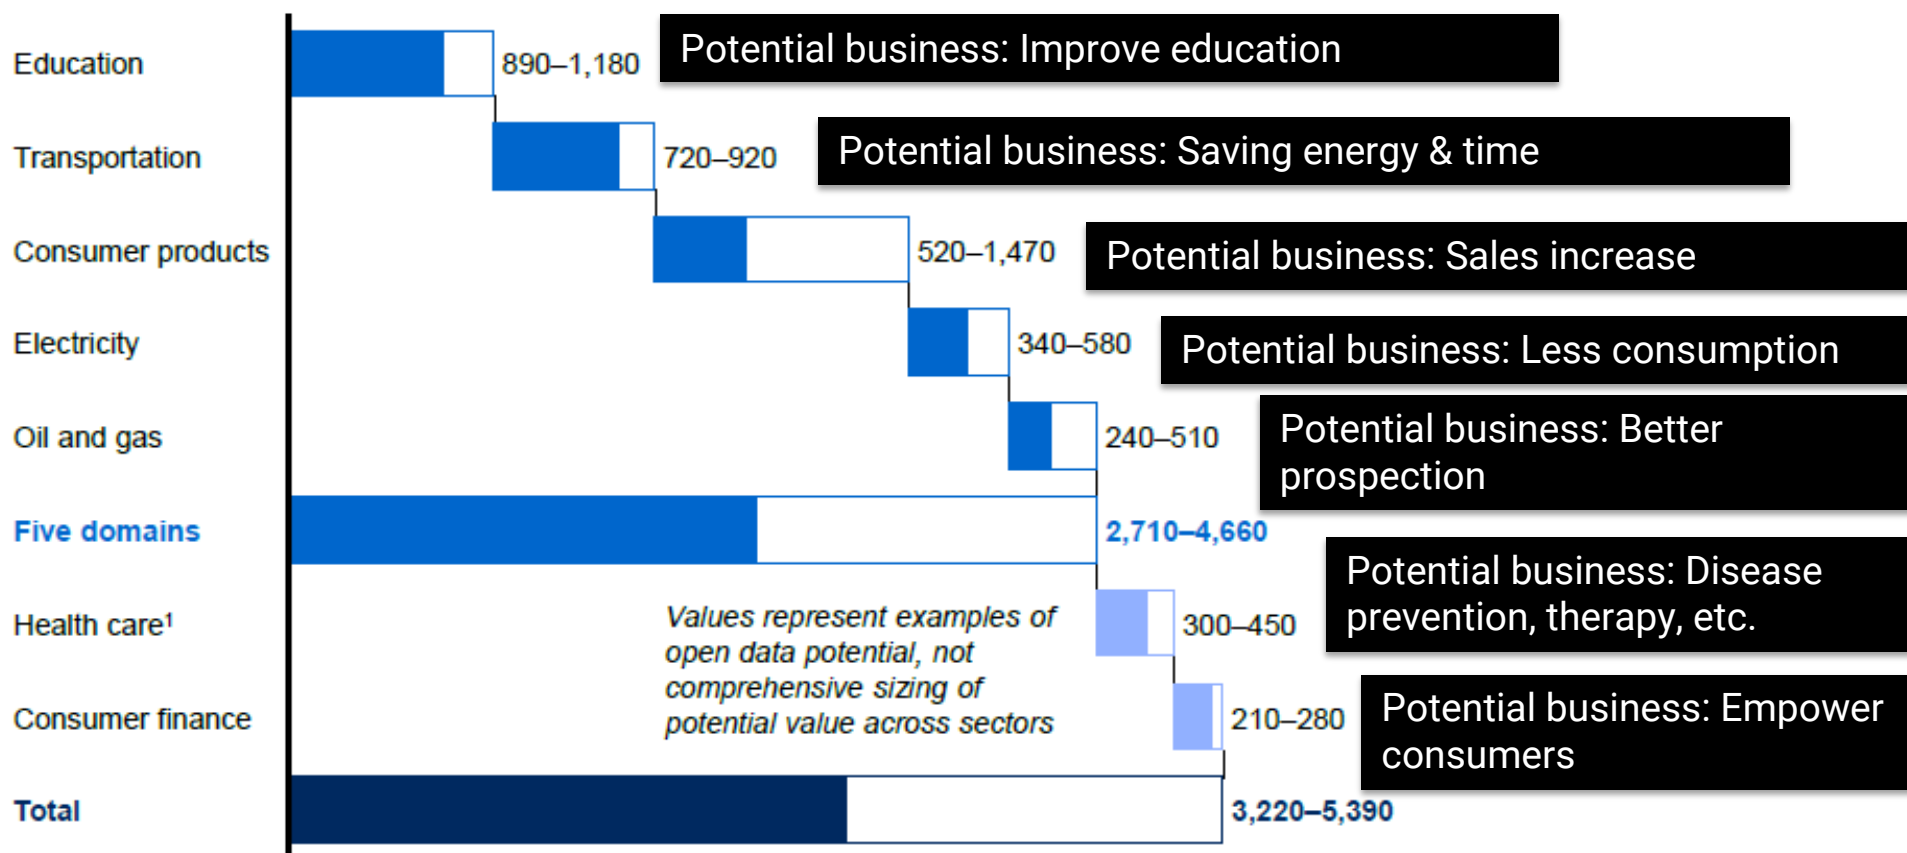 Education
890–1,180
Potential business: Improve education
Transportation
720–920
Potential business: Saving energy & time
Consumer products
520–1,470
Potential business: Sales increase
Electricity
340–580
Potential business: Less consumption
Oil and gas
240–510
Potential business: Better
prospection
Five domains
2,710–4,660
Health care¹
300–450
Potential business: Disease
prevention, therapy, etc.
Values represent examples of
open data potential, not
comprehensive sizing of
potential value across sectors
Consumer finance
210–280
Potential business: Empower
consumers
Total
3,220–5,390